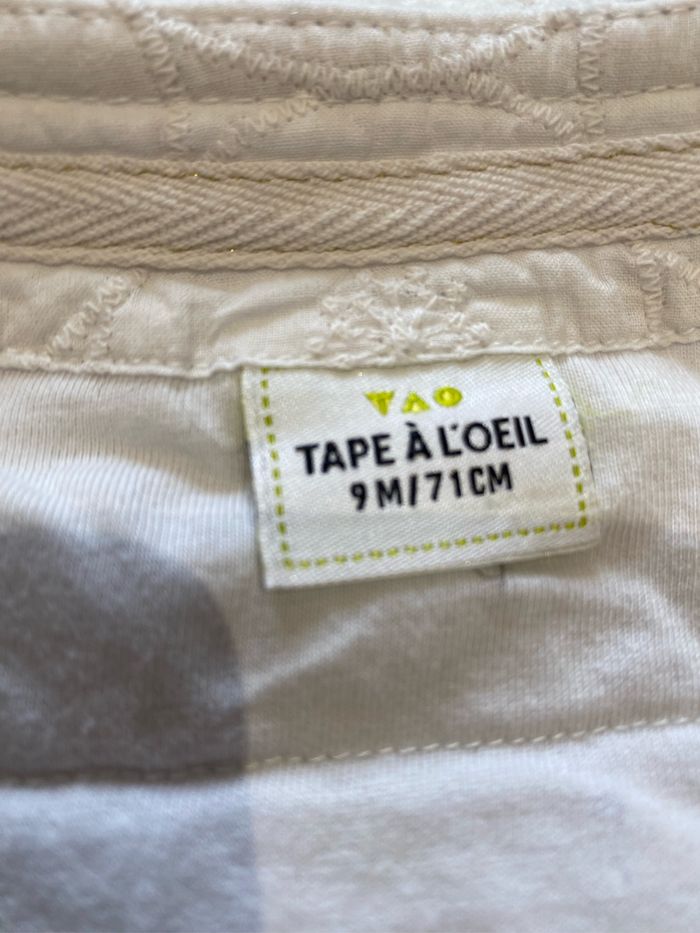 TAO
TAPE À L'OEIL
9M/71CM